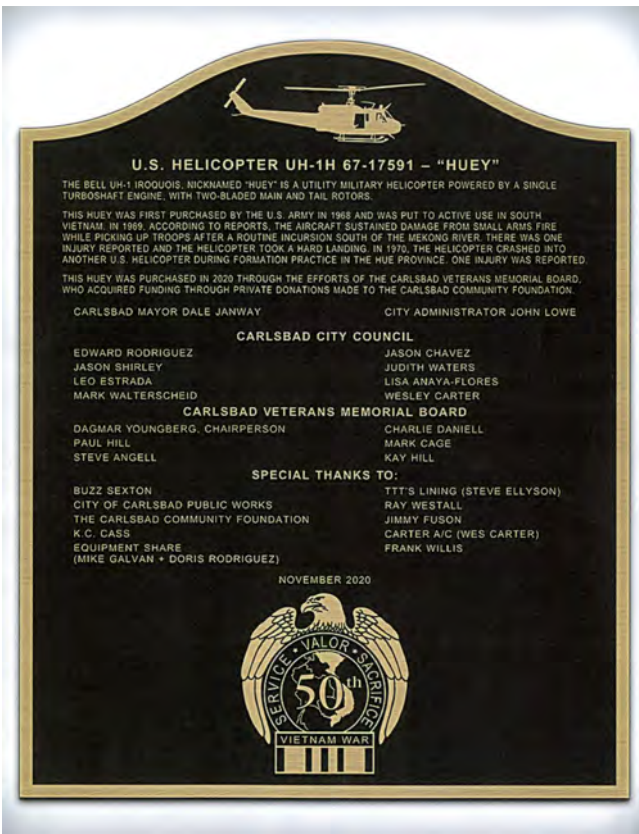 U.S. HELICOPTER UH-1H 67-17591 – "HUEY"
THE BELL UH-1 IROQUOIS, NICKNAMED "HUEY" IS A UTILITY MILITARY HELICOPTER POWERED BY A SINGLE
TURBOSHAFT ENGINE, WITH TWO-BLADED MAIN AND TAIL ROTORS.
THIS HUEY WAS FIRST PURCHASED BY THE U.S. ARMY IN 1968 AND WAS PUT TO ACTIVE USE IN SOUTH
VIETNAM. IN 1969, ACCORDING TO REPORTS, THE AIRCRAFT SUSTAINED DAMAGE FROM SMALL ARMS FIRE
WHILE PICKING UP TROOPS AFTER A ROUTINE INCURSION SOUTH OF THE MEKONG RIVER. THERE WAS ONE
INJURY REPORTED AND THE HELICOPTER TOOK A HARD LANDING. IN 1970, THE HELICOPTER CRASHED INTO
ANOTHER U.S. HELICOPTER DURING FORMATION PRACTICE IN THE HUE PROVINCE. ONE INJURY WAS REPORTED.
THIS HUEY WAS PURCHASED IN 2020 THROUGH THE EFFORTS OF THE CARLSBAD VETERANS MEMORIAL BOARD,
WHO ACQUIRED FUNDING THROUGH PRIVATE DONATIONS MADE TO THE CARLSBAD COMMUNITY FOUNDATION.
CARLSBAD MAYOR DALE JANWAY CITY ADMINISTRATOR JOHN LOWE
CARLSBAD CITY COUNCIL
EDWARD RODRIGUEZ JASON CHAVEZ
JASON SHIRLEY JUDITH WATERS
LEO ESTRADA LISA ANAYA-FLORES
MARK WALTERSCHEID WESLEY CARTER
CARLSBAD VETERANS MEMORIAL BOARD
DAGMAR YOUNGBERG, CHAIRPERSON CHARLIE DANIELL
PAUL HILL MARK CAGE
STEVE ANGELL KAY HILL
SPECIAL THANKS TO:
BUZZ SEXTON TTT'S LINING (STEVE ELLYSON)
CITY OF CARLSBAD PUBLIC WORKS RAY WESTALL
THE CARLSBAD COMMUNITY FOUNDATION JIMMY FUSON
K.C. CASS CARTER A/C (WES CARTER)
EQUIPMENT SHARE FRANK WILLIS
(MIKE GALVAN + DORIS RODRIGUEZ)
NOVEMBER 2020
SERVICE • VALOR • SACRIFICE
50th
VIETNAM WAR